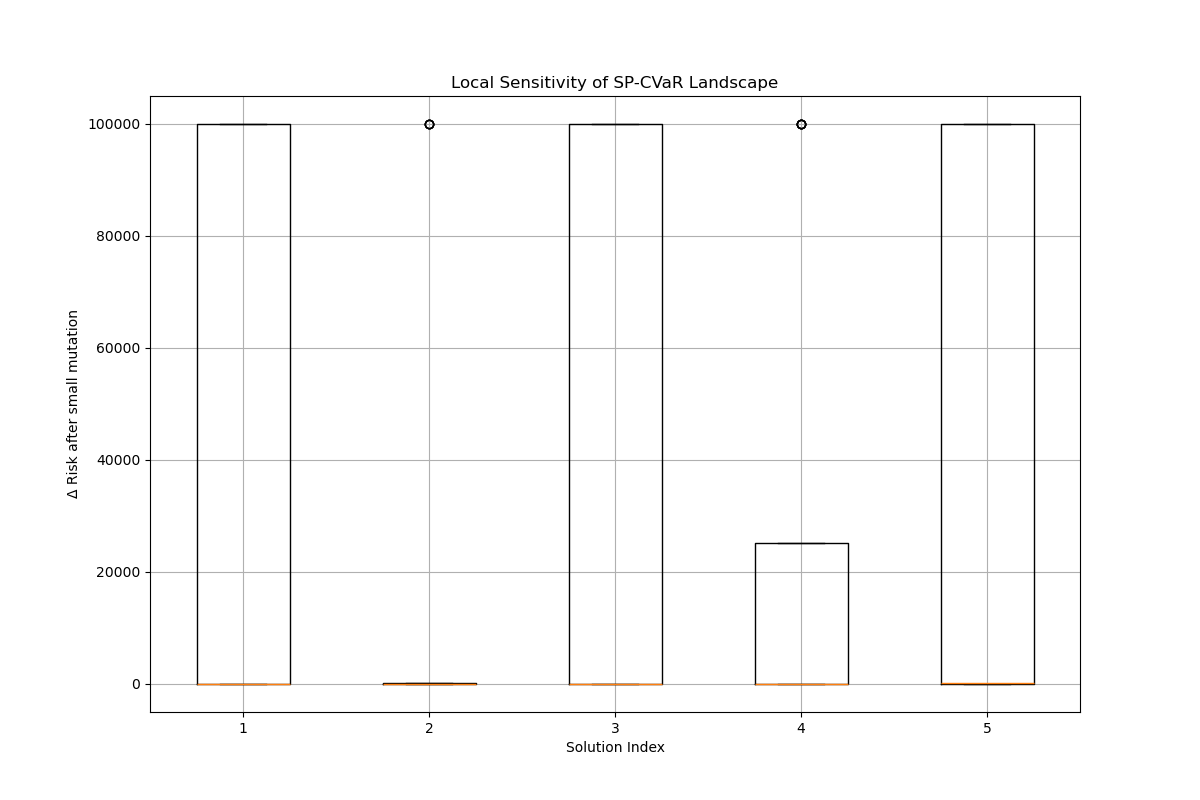 Local Sensitivity of SP-CVaR Landscape
100000
80000
60000
40000
20000
0
Δ Risk after small mutation
1 2 3 4 5
Solution Index